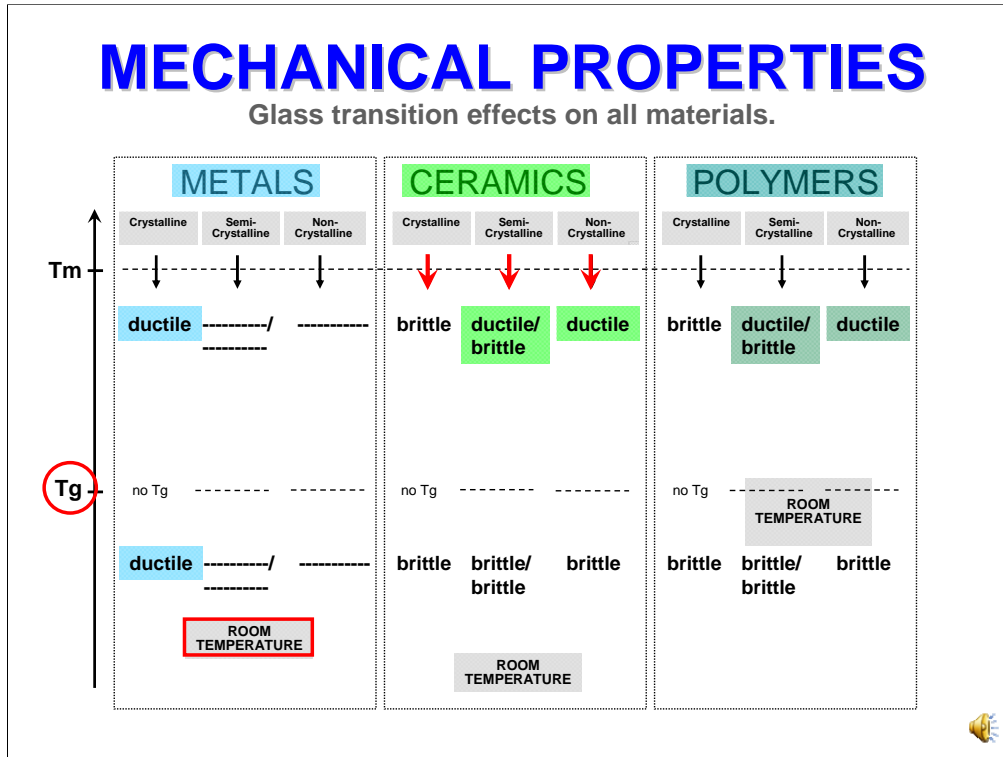 MECHANICAL PROPERTIES
Glass transition effects on all materials.
METALS
CERAMICS
POLYMERS
Crystalline
Semi-
Crystalline
Non-
Crystalline
Crystalline
Semi-
Crystalline
Non-
Crystalline
Crystalline
Semi-
Crystalline
Non-
Crystalline
Tm
ductile
----------/
----------
-----------
brittle
ductile/
brittle
ductile
brittle
ductile/
brittle
ductile
Tg
no Tg
no Tg
no Tg
ROOM
TEMPERATURE
ductile
----------/
----------
-----------
brittle
brittle/
brittle
brittle
brittle
brittle/
brittle
brittle
ROOM
TEMPERATURE
ROOM
TEMPERATURE